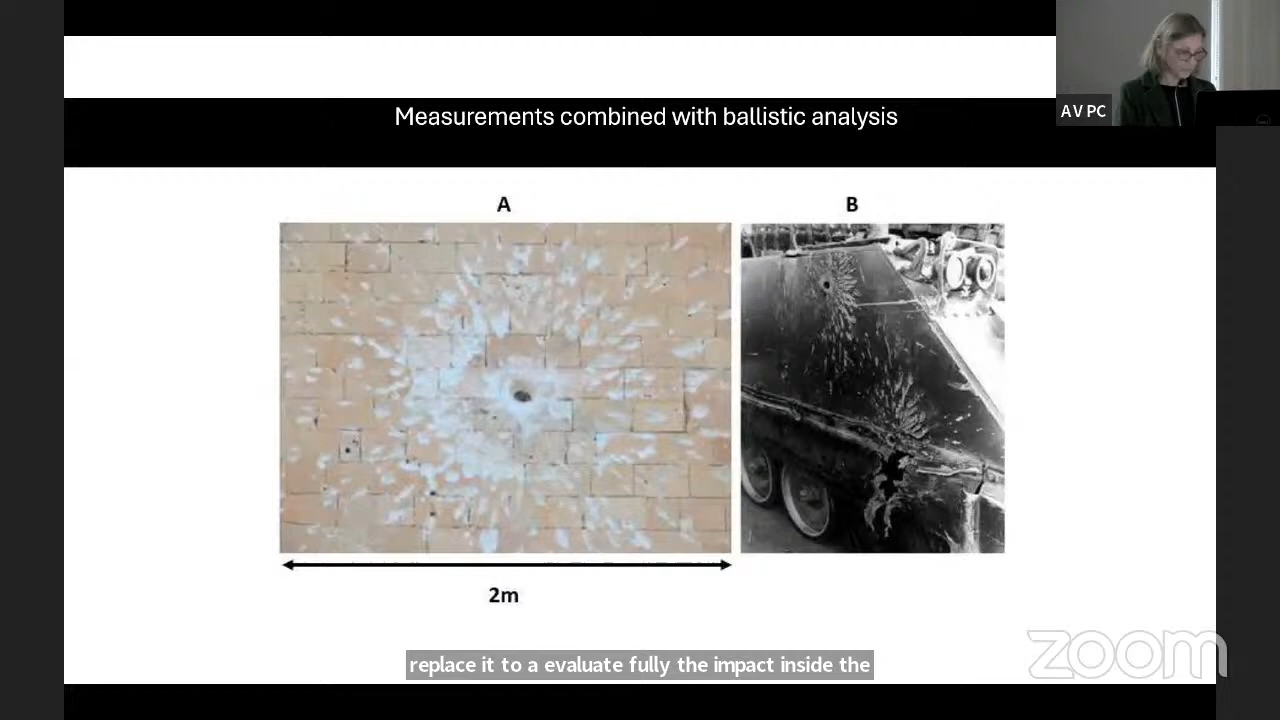 Measurements combined with ballistic analysis
AV PC
A
B
2m
replace it to a evaluate fully the impact inside the
zoom